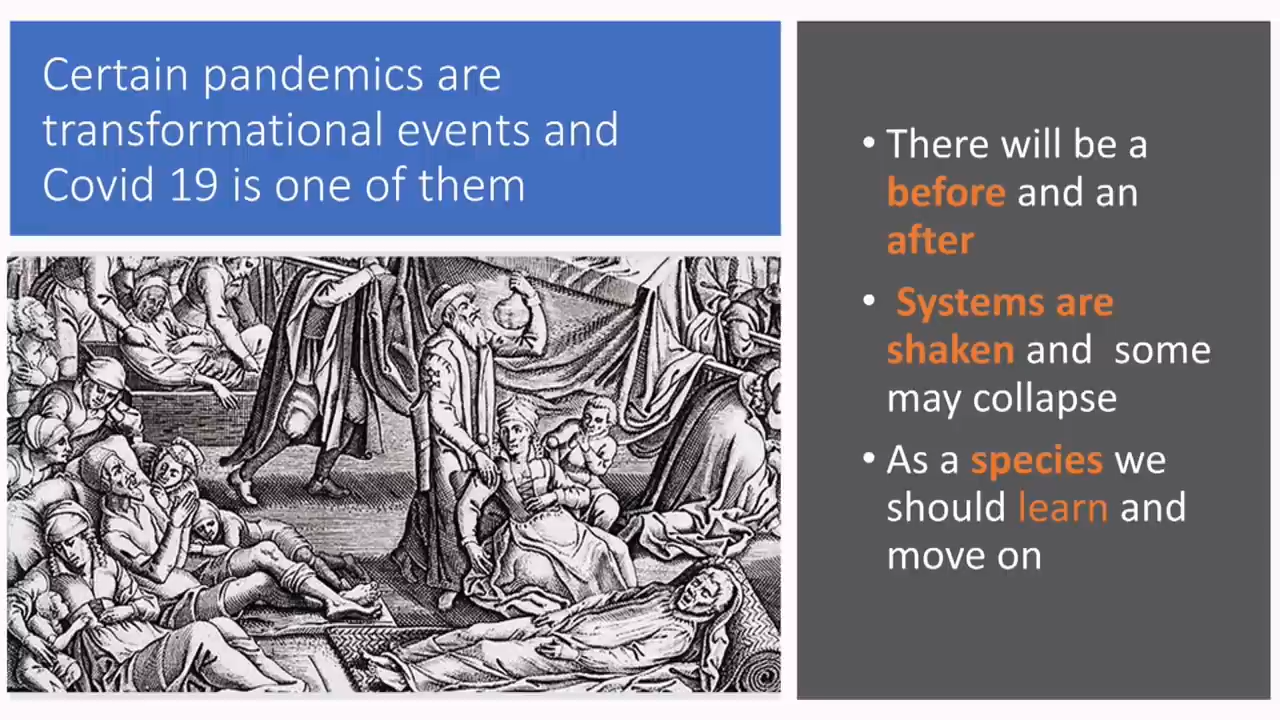 Certain pandemics are
transformational events and
Covid 19 is one of them
• There will be a
before and an
after
• Systems are
shaken and some
may collapse
• As a species we
should learn and
move on